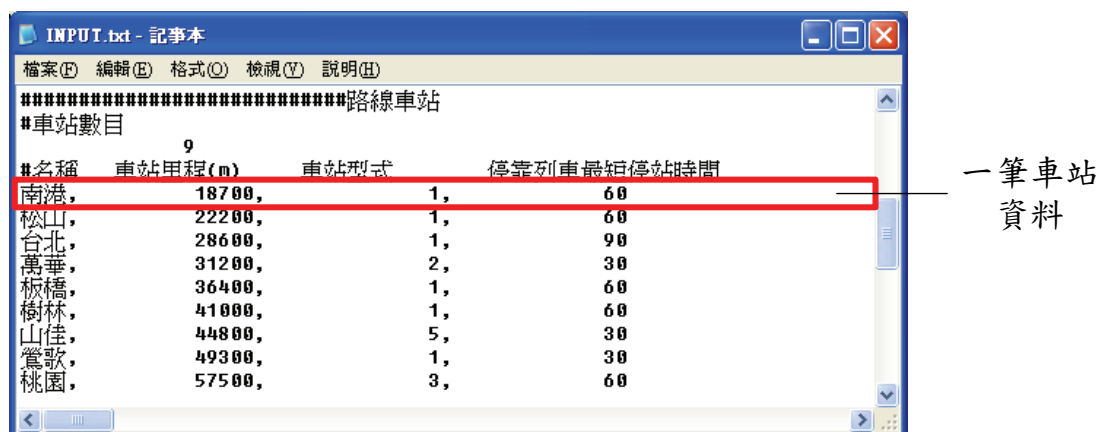 INPUT.txt - 記事本
檔案(F) 編輯(E) 格式(O) 檢視(V) 說明(H)
############################路線車站
#車站數目
9
#名稱 車站里程(m) 車站型式 停靠列車最短停站時間
南港, 18700, 1, 60
松山, 22200, 1, 60
台北, 28600, 1, 90
萬華, 31200, 2, 30
板橋, 36400, 1, 60
樹林, 41000, 1, 60
山佳, 44800, 5, 30
鶯歌, 49300, 1, 30
桃園, 57500, 3, 60
一筆車站
資料